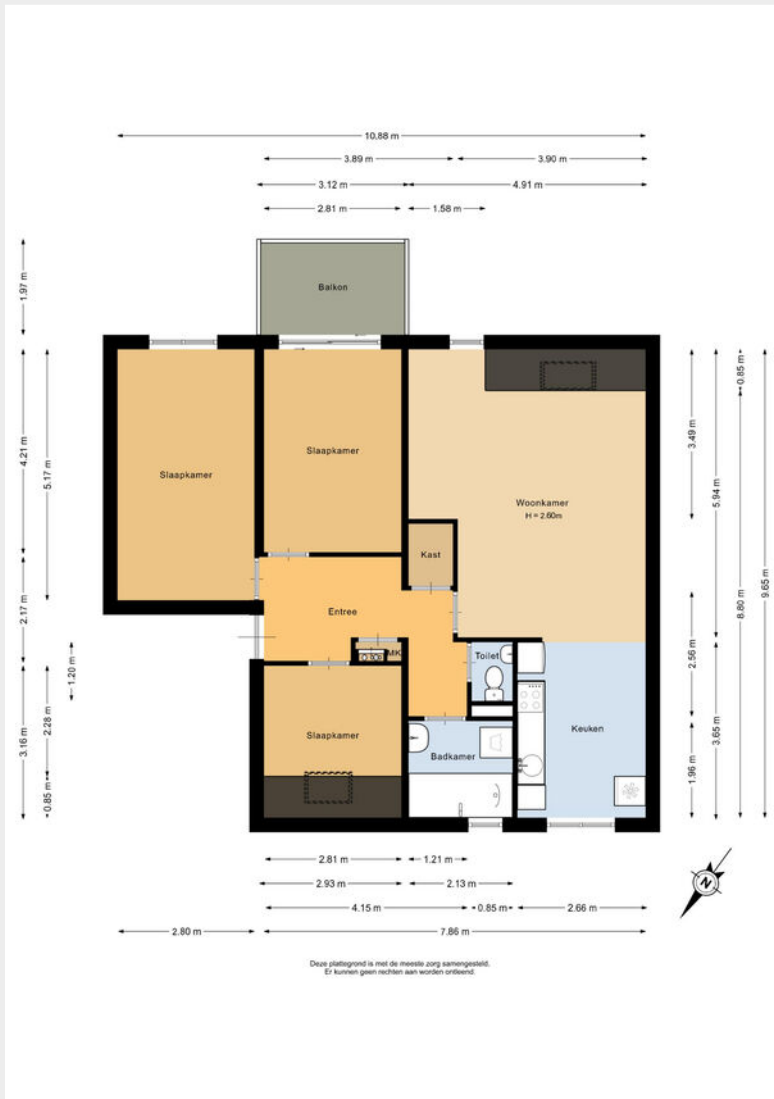 10.88 m
3.89 m
3.90 m
3.12 m
4.91 m
2.81 m
1.58 m
1.97 m
Balkon
4.21 m
5.17 m
2.17 m
1.20 m
3.16 m
2.28 m
0.85 m
Slaapkamer
Slaapkamer
Woonkamer
H = 2.60m
Kast
Entree
MK
Toilet
Slaapkamer
Badkamer
Keuken
0.85 m
3.49 m
5.94 m
9.65 m
8.80 m
2.56 m
3.65 m
1.96 m
2.81 m
1.21 m
2.93 m
2.13 m
4.15 m
0.85 m
2.66 m
2.80 m
7.86 m
N
Deze plattegrond is met de meeste zorg samengesteld.
Er kunnen geen rechten aan worden ontleend.